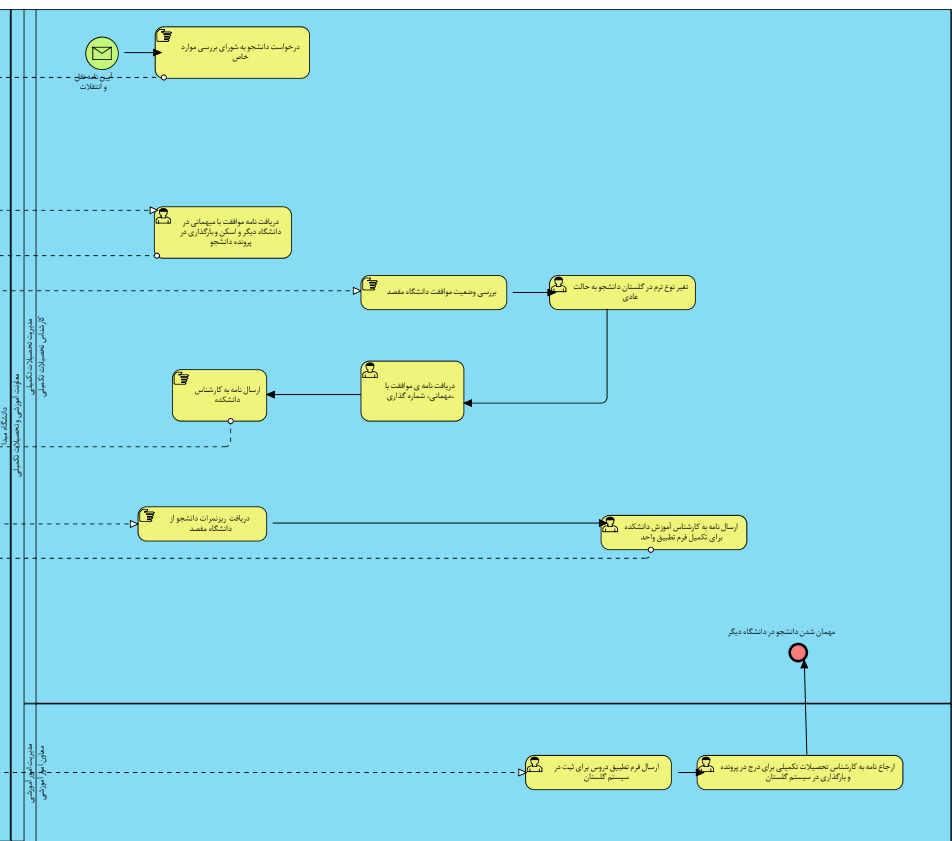 درخواست دانشجو به شورای بررسی موارد
خاص
آیین نامه نقل
و انتقالات
دریافت نامه موافقت با میهمانی در
دانشگاه دیگر و اسکن و بارگذاری در
پرونده دانشجو
بررسی وضعیت موافقت دانشگاه مقصد
تغیر نوع ترم در گلستان دانشجو به حالت
عادی
دریافت نامه ی موافقت با
مهمانی، شماره گذاری،
ارسال نامه به کارشناس
دانشکده
دریافت ریزنمرات دانشجو از
دانشگاه مقصد
ارسال نامه به کارشناس آموزش دانشکده
برای تکمیل فرم تطبیق واحد
مهمان شدن دانشجو در دانشگاه دیگر
ارسال فرم تطبیق دروس برای ثبت در
سیستم گلستان
ارجاع نامه به کارشناس تحصیلات تکمیلی برای درج در پرونده
و بارگذاری در سیستم گلستان
دانشگاه مبدا
معاونت آموزشی و تحصیلات تکمیلی
مدیریت تحصیلات تکمیلی
کارشناس تحصیلات تکمیلی
مدیریت امور آموزشی
معاون امور آموزشی